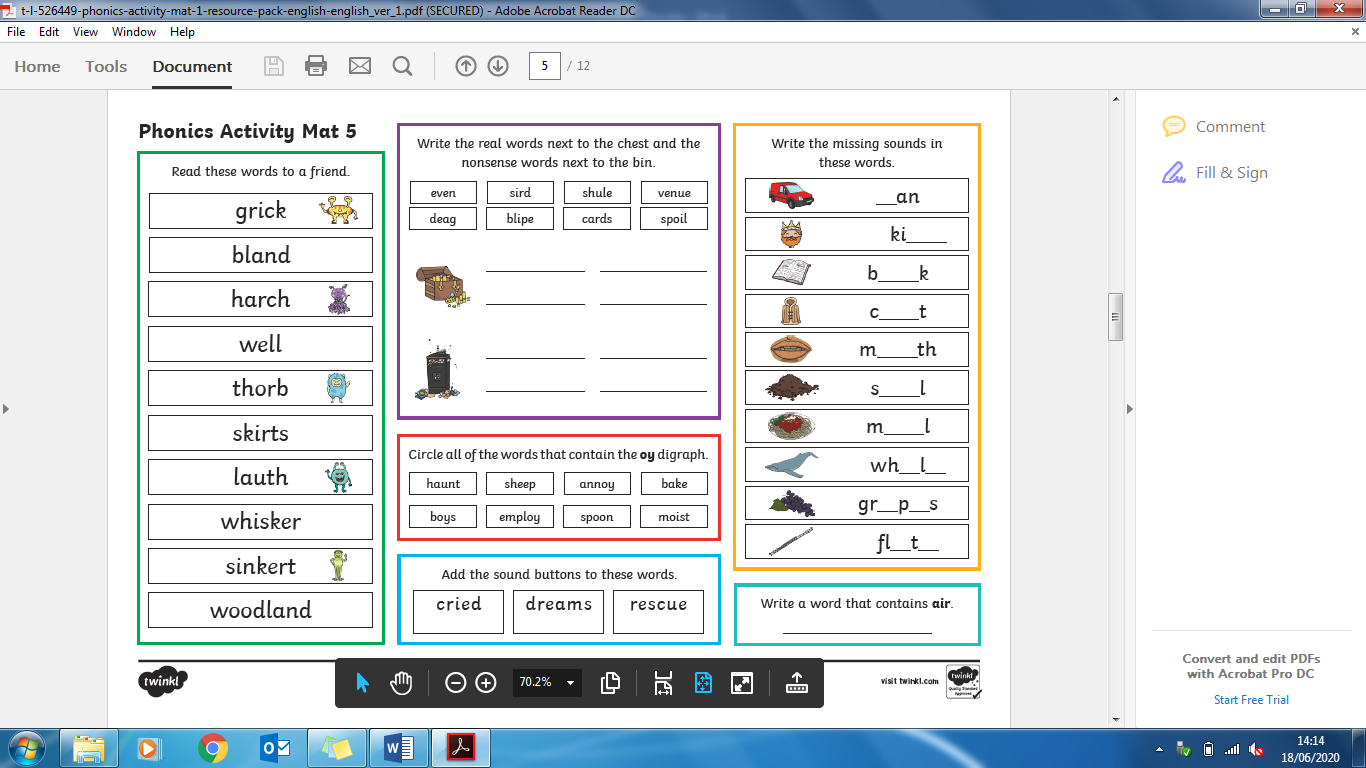 t-l-526449-phonics-activity-mat-1-resource-pack-english-english_ver_1.pdf (SECURED) - Adobe Acrobat Reader DC
File Edit View Window Help
Home Tools Document 5 / 12
Phonics Activity Mat 5
Read these words to a friend.
grick
bland
harch
well
thorb
skirts
lauth
whisker
sinkert
woodland
Write the real words next to the chest and the
nonsense words next to the bin.
even sird shule venue
deag blipe cards spoil
Circle all of the words that contain the oy digraph.
haunt sheep annoy bake
boys employ spoon moist
Add the sound buttons to these words.
cried dreams rescue
Write the missing sounds in
these words.
__an
ki____
b____k
c____t
m____th
s____l
m____l
wh__l__
gr__p__s
fl__t__
Write a word that contains air.
twinkl
visit twinkl.com
twinkl
Quality Standard
Approved
70.2%
Comment
Fill & Sign
Convert and edit PDFs
with Acrobat Pro DC
Start Free Trial
14:14
18/06/2020